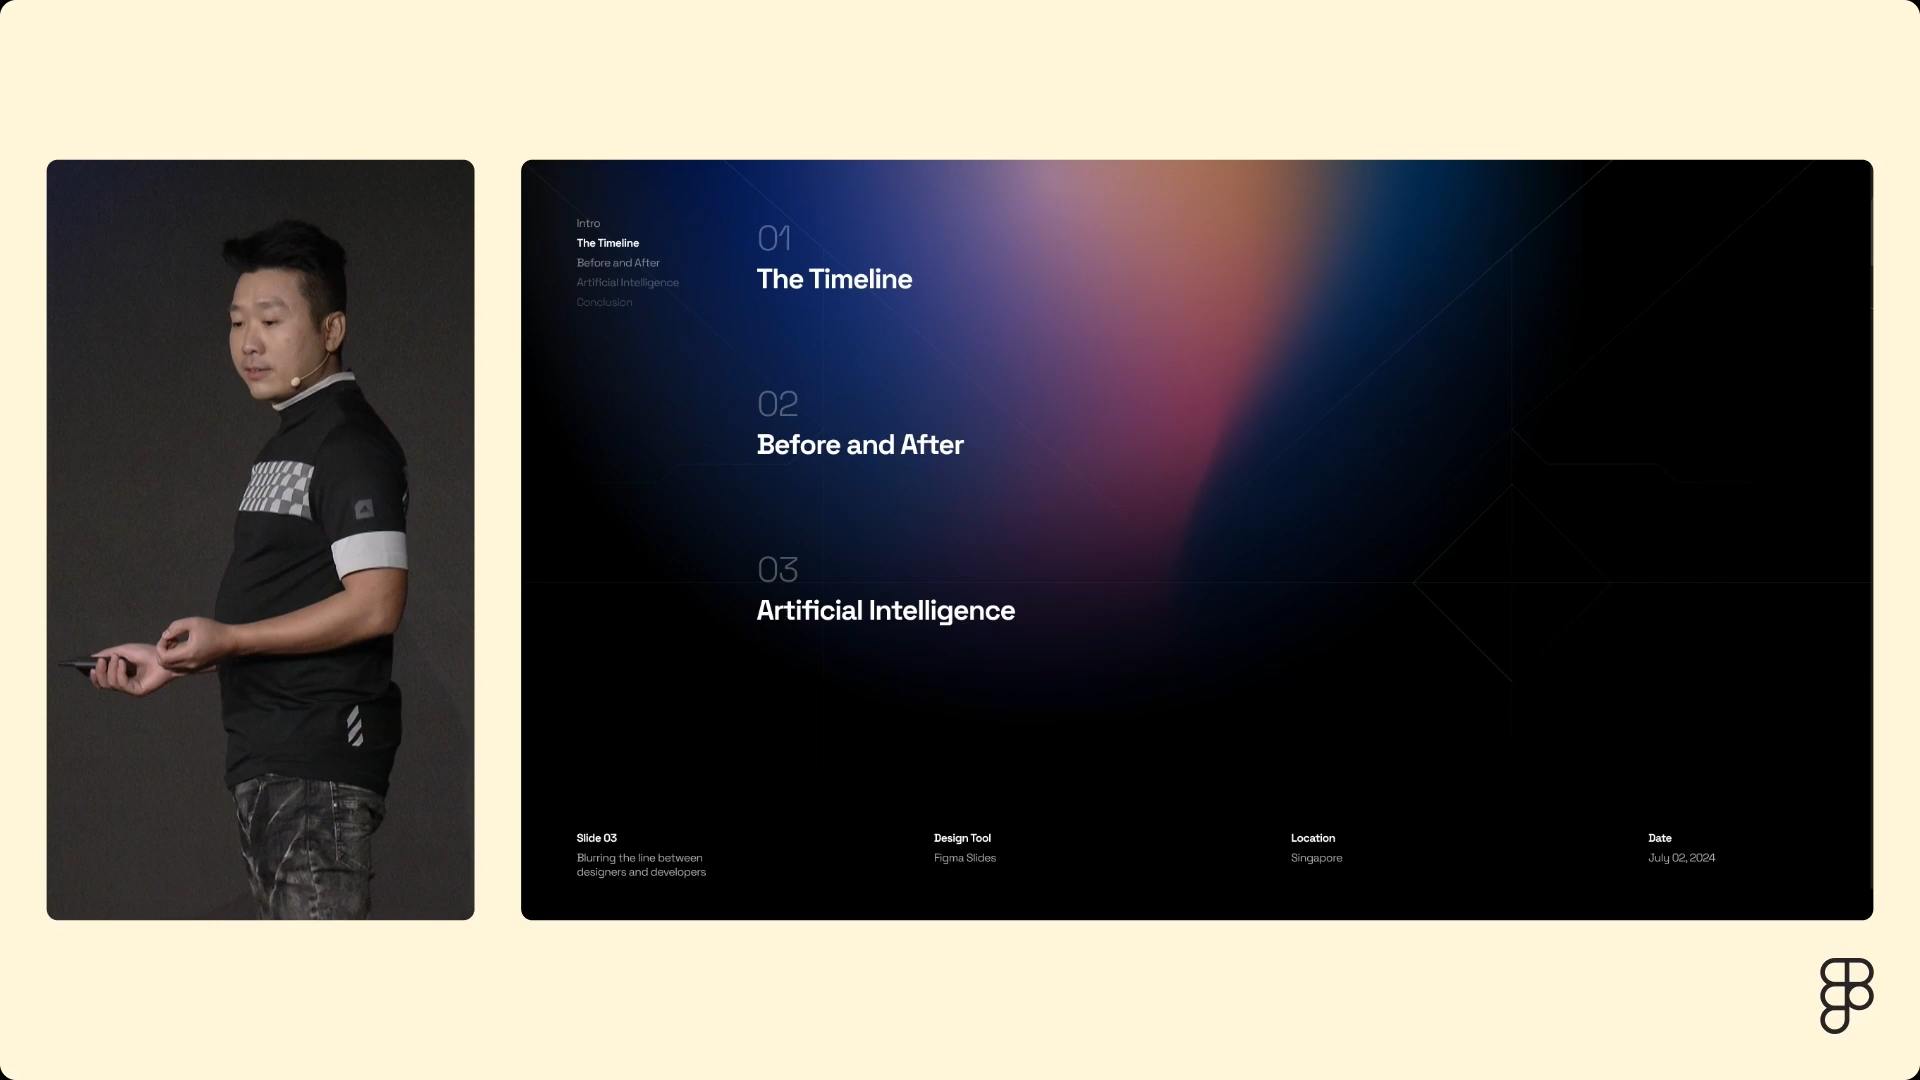 Intro
The Timeline
Before and After
Artificial Intelligence
Conclusion
01
The Timeline
02
Before and After
03
Artificial Intelligence
Slide 03
Blurring the line between
designers and developers
Design Tool
Figma Slides
Location
Singapore
Date
July 02, 2024